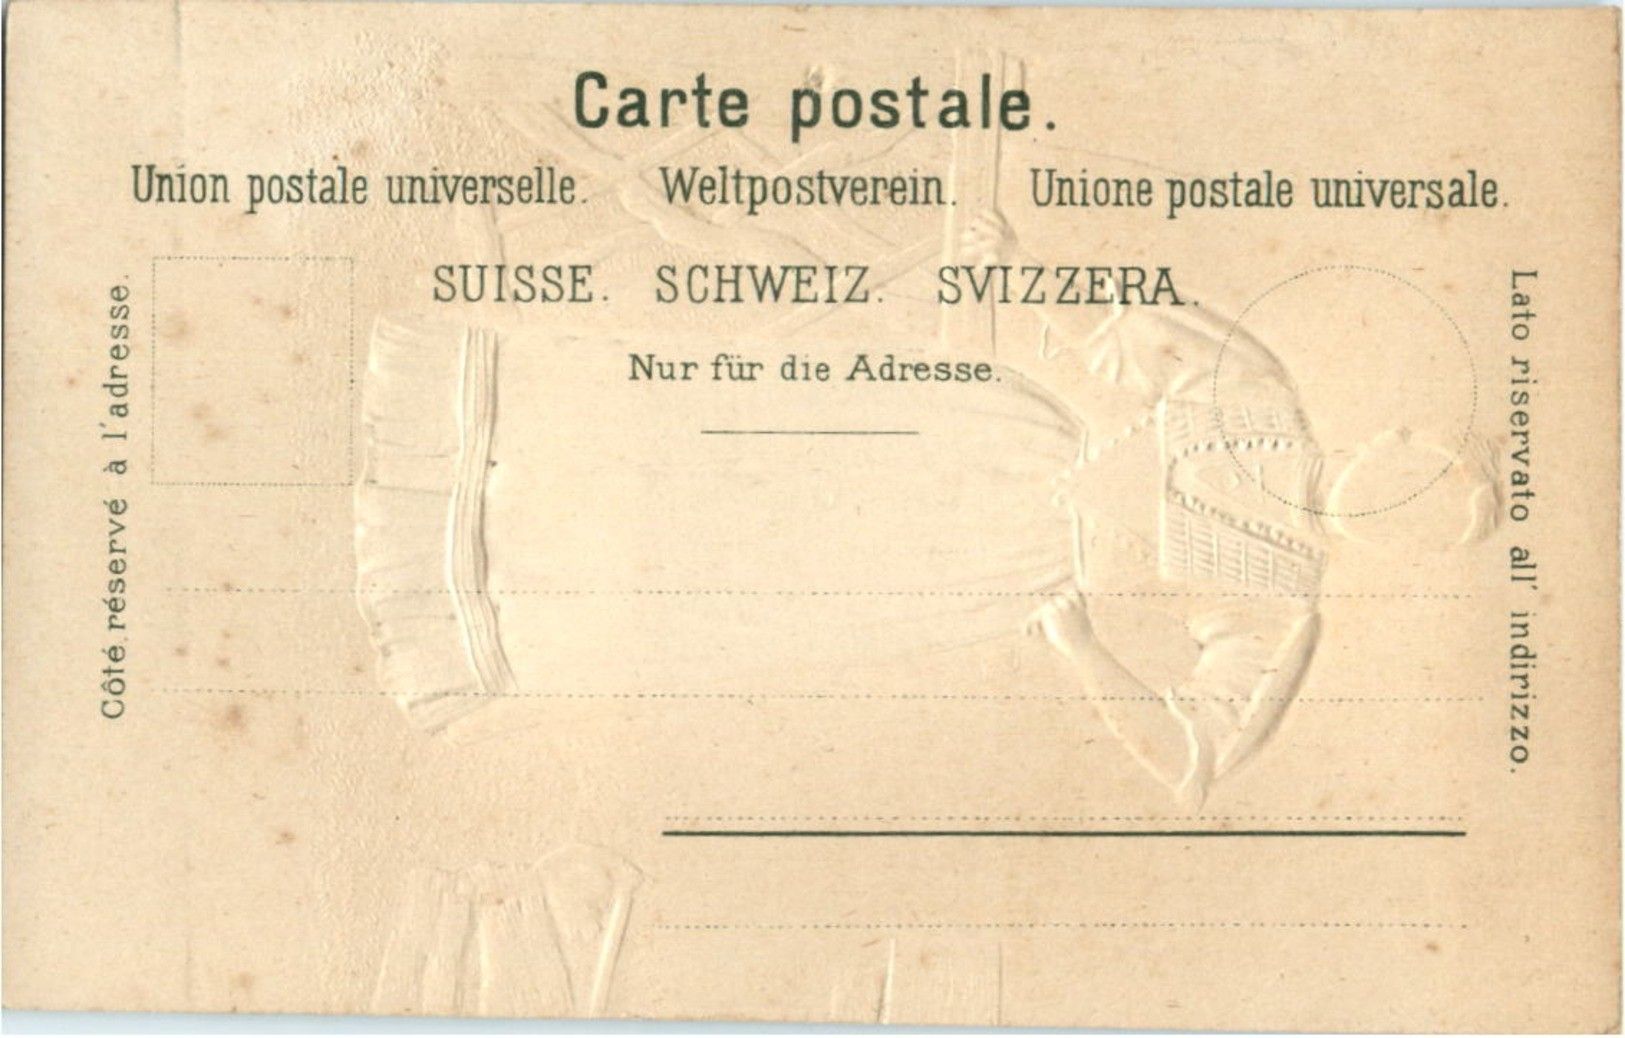 Carte postale.
Union postale universelle. Weltpostverein. Unione postale universale.
SUISSE. SCHWEIZ. SVIZZERA.
Nur für die Adresse.
Côté réservé à l'adresse.
Lato riservato all' indirizzo.